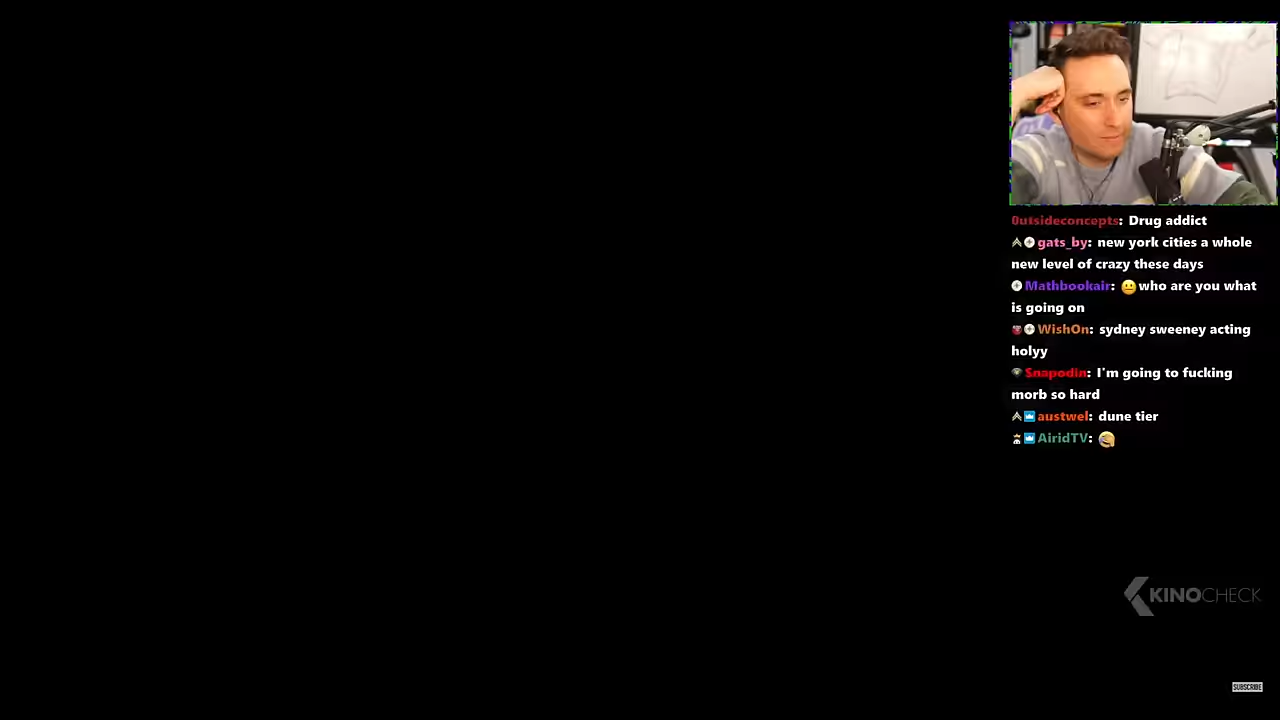 0utsideconcepts: Drug addict
gats_by: new york cities a whole
new level of crazy these days
Mathbookair: who are you what
is going on
WishOn: sydney sweeney acting
holyy
Snapodin: I'm going to fucking
morb so hard
austwel: dune tier
AiridTV:
KINOCHECK
SUBSCRIBE